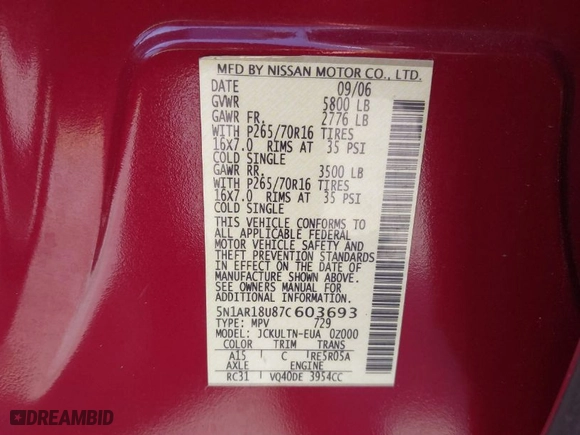 MFD BY NISSAN MOTOR CO., LTD.
DATE 09/06
GVWR 5800 LB
GAWR FR. 2776 LB
WITH P265/70R16 TIRES
16x7.0 RIMS AT 35 PSI
COLD SINGLE
GAWR RR. 3500 LB
WITH P265/70R16 TIRES
16x7.0 RIMS AT 35 PSI
COLD SINGLE
THIS VEHICLE CONFORMS TO
ALL APPLICABLE FEDERAL
MOTOR VEHICLE SAFETY AND
THEFT PREVENTION STANDARDS
IN EFFECT ON THE DATE OF
MANUFACTURE SHOWN ABOVE.
SEE OWNERS MANUAL FOR
ADDITIONAL INFORMATION.
5N1AR18U87C603693
TYPE: MPV 729
MODEL: JCKULTN-EUA 0Z000
COLOR TRIM TRANS
A15 C RE5R05A
AXLE ENGINE
RC31 VQ40DE 3954CC
DREAMBID